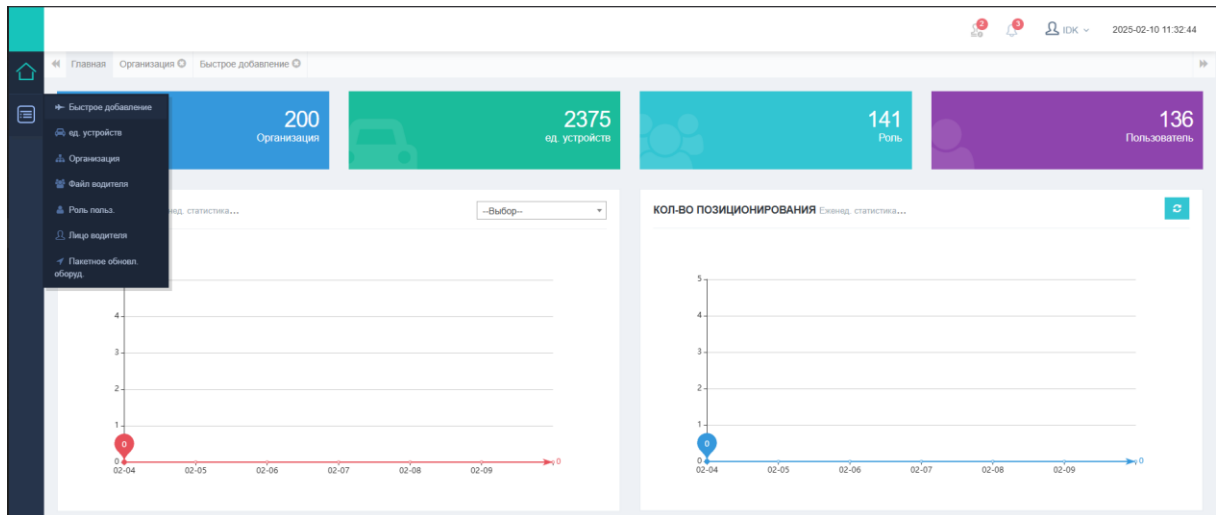 2
3
IDK
2025-02-10 11:32:44
Главная
Организация
Быстрое добавление
Быстрое добавление
ед. устройств
Организация
Файл водителя
Роль польз.
Лицо водителя
Пакетное обновл.
оборуд.
200
Организация
2375
ед. устройств
141
Роль
136
Пользователь
нед. статистика...
--Выбор--
4
3
2
1
0
0
0
02-04
02-05
02-06
02-07
02-08
02-09
КОЛ-ВО ПОЗИЦИОНИРОВАНИЯ Еженед. статистика...
5
4
3
2
1
0
0
0
02-04
02-05
02-06
02-07
02-08
02-09